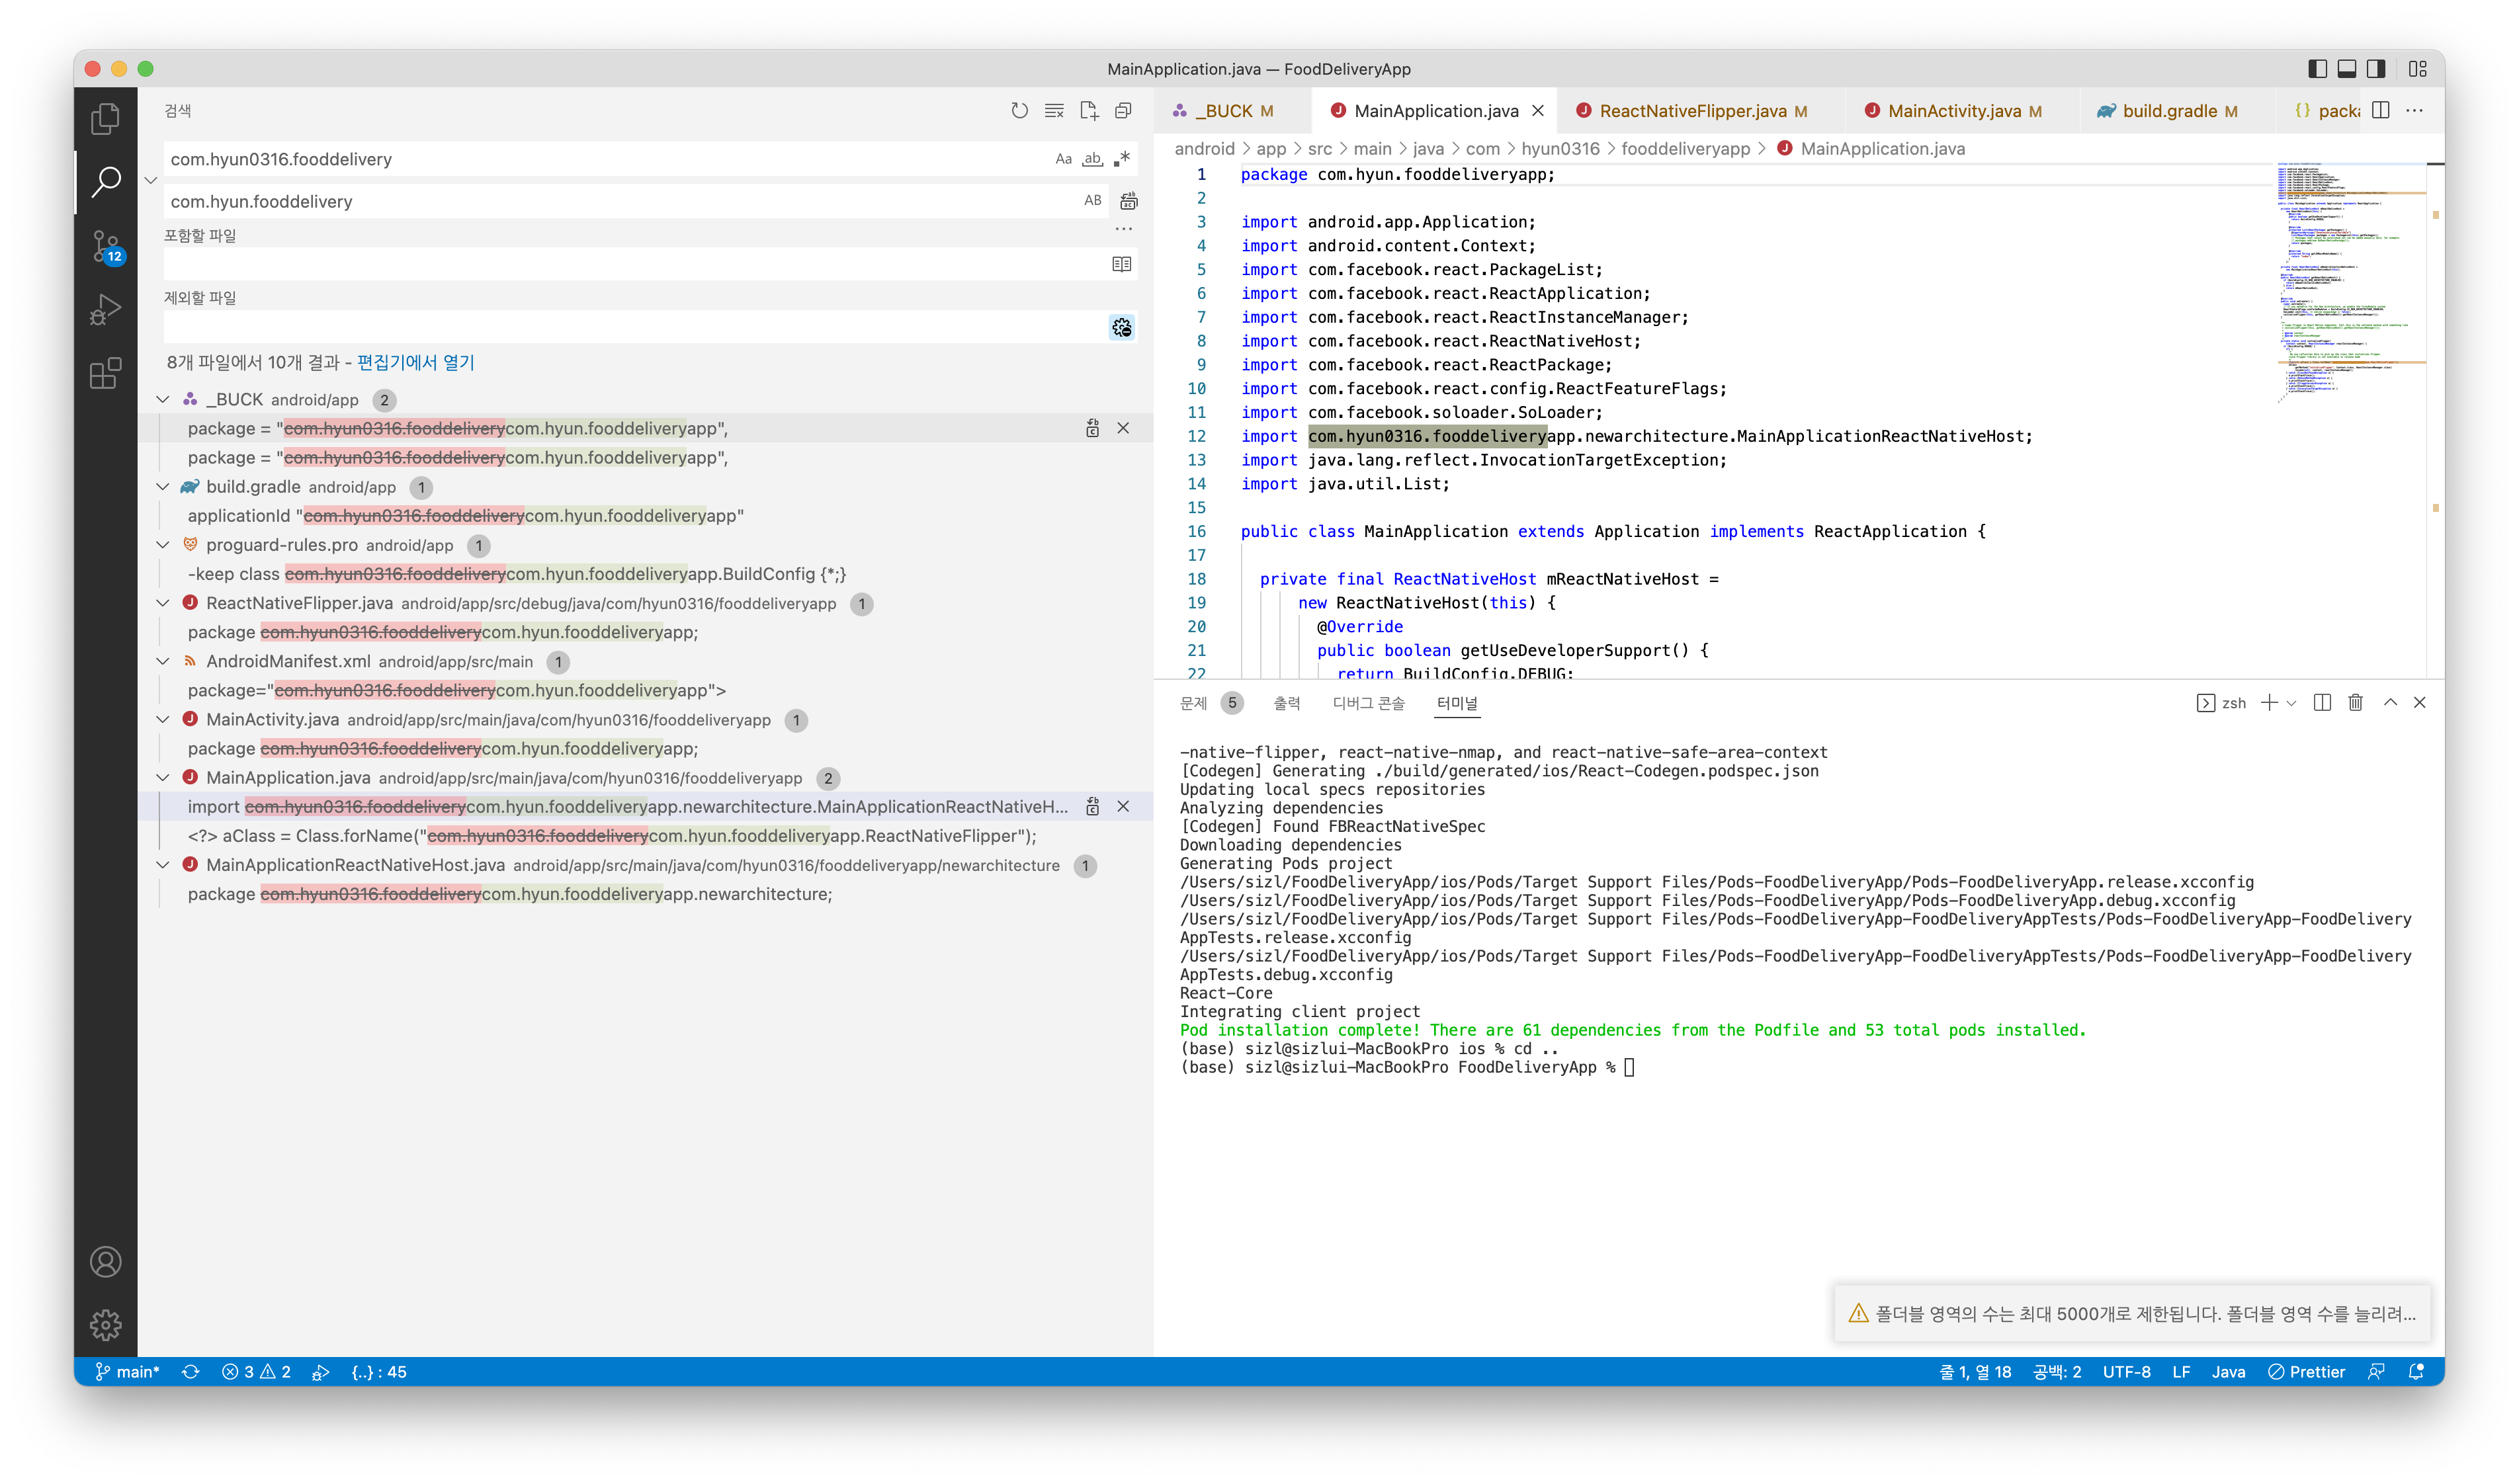 MainApplication.java — FoodDeliveryApp
검색
com.hyun0316.fooddelivery
Aa ab
com.hyun.fooddelivery
AB
포함할 파일
제외할 파일
8개 파일에서 10개 결과 - 편집기에서 열기
_BUCK android/app 2
package = "com.hyun0316.fooddeliverycom.hyun.fooddeliveryapp",
package = "com.hyun0316.fooddeliverycom.hyun.fooddeliveryapp",
build.gradle android/app 1
applicationId "com.hyun0316.fooddeliverycom.hyun.fooddeliveryapp"
proguard-rules.pro android/app 1
-keep class com.hyun0316.fooddeliverycom.hyun.fooddeliveryapp.BuildConfig {*;}
ReactNativeFlipper.java android/app/src/debug/java/com/hyun0316/fooddeliveryapp 1
package com.hyun0316.fooddeliverycom.hyun.fooddeliveryapp;
AndroidManifest.xml android/app/src/main 1
package="com.hyun0316.fooddeliverycom.hyun.fooddeliveryapp">
MainActivity.java android/app/src/main/java/com/hyun0316/fooddeliveryapp 1
package com.hyun0316.fooddeliverycom.hyun.fooddeliveryapp;
MainApplication.java android/app/src/main/java/com/hyun0316/fooddeliveryapp 2
import com.hyun0316.fooddeliverycom.hyun.fooddeliveryapp.newarchitecture.MainApplicationReactNativeH...
<?> aClass = Class.forName("com.hyun0316.fooddeliverycom.hyun.fooddeliveryapp.ReactNativeFlipper");
MainApplicationReactNativeHost.java android/app/src/main/java/com/hyun0316/fooddeliveryapp/newarchitecture 1
package com.hyun0316.fooddeliverycom.hyun.fooddeliveryapp.newarchitecture;
12
_BUCK M MainApplication.java ReactNativeFlipper.java M MainActivity.java M build.gradle M {} packa
android > app > src > main > java > com > hyun0316 > fooddeliveryapp > MainApplication.java
1 package com.hyun.fooddeliveryapp;
2
3 import android.app.Application;
4 import android.content.Context;
5 import com.facebook.react.PackageList;
6 import com.facebook.react.ReactApplication;
7 import com.facebook.react.ReactInstanceManager;
8 import com.facebook.react.ReactNativeHost;
9 import com.facebook.react.ReactPackage;
10 import com.facebook.react.config.ReactFeatureFlags;
11 import com.facebook.soloader.SoLoader;
12 import com.hyun0316.fooddeliveryapp.newarchitecture.MainApplicationReactNativeHost;
13 import java.lang.reflect.InvocationTargetException;
14 import java.util.List;
15
16 public class MainApplication extends Application implements ReactApplication {
17
18 private final ReactNativeHost mReactNativeHost =
19 new ReactNativeHost(this) {
20 @Override
21 public boolean getUseDeveloperSupport() {
22 return BuildConfig.DEBUG;
문제 5 출력 디버그 콘솔 터미널
zsh
-native-flipper, react-native-nmap, and react-native-safe-area-context
[Codegen] Generating ./build/generated/ios/React-Codegen.podspec.json
Updating local specs repositories
Analyzing dependencies
[Codegen] Found FBReactNativeSpec
Downloading dependencies
Generating Pods project
/Users/sizl/FoodDeliveryApp/ios/Pods/Target Support Files/Pods-FoodDeliveryApp/Pods-FoodDeliveryApp.release.xcconfig
/Users/sizl/FoodDeliveryApp/ios/Pods/Target Support Files/Pods-FoodDeliveryApp/Pods-FoodDeliveryApp.debug.xcconfig
/Users/sizl/FoodDeliveryApp/ios/Pods/Target Support Files/Pods-FoodDeliveryApp-FoodDeliveryAppTests/Pods-FoodDeliveryApp-FoodDelivery
AppTests.release.xcconfig
/Users/sizl/FoodDeliveryApp/ios/Pods/Target Support Files/Pods-FoodDeliveryApp-FoodDeliveryAppTests/Pods-FoodDeliveryApp-FoodDelivery
AppTests.debug.xcconfig
React-Core
Integrating client project
Pod installation complete! There are 61 dependencies from the Podfile and 53 total pods installed.
(base) sizl@sizlui-MacBookPro ios % cd ..
(base) sizl@sizlui-MacBookPro FoodDeliveryApp %
폴더블 영역의 수는 최대 5000개로 제한됩니다. 폴더블 영역 수를 늘리려...
main* 3 2 {..} : 45
줄 1, 열 18 공백: 2 UTF-8 LF Java Prettier